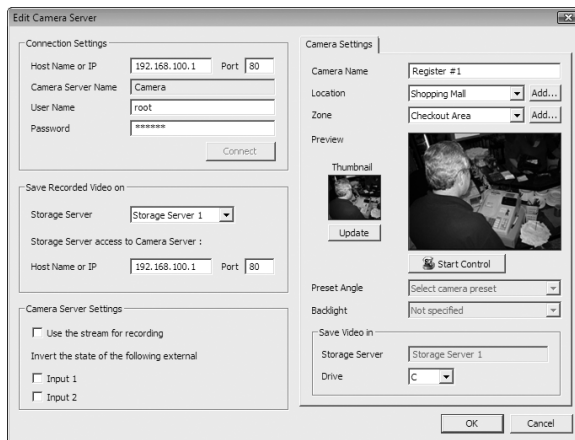 Edit Camera Server
Connection Settings
Host Name or IP 192.168.100.1 Port 80
Camera Server Name Camera
User Name root
Password ******
Connect
Save Recorded Video on
Storage Server Storage Server 1
Storage Server access to Camera Server :
Host Name or IP 192.168.100.1 Port 80
Camera Server Settings
Use the stream for recording
Invert the state of the following external
Input 1
Input 2
Camera Settings
Camera Name Register #1
Location Shopping Mall Add...
Zone Checkout Area Add...
Preview
Thumbnail
Update
Start Control
Preset Angle Select camera preset
Backlight Not specified
Save Video in
Storage Server Storage Server 1
Drive C
OK Cancel